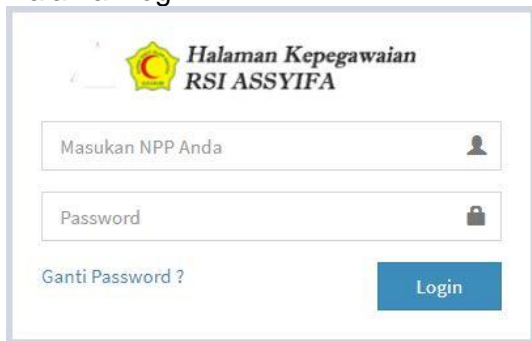 Halaman Kepegawaian
RSI ASSYIFA
Masukan NPP Anda
Password
Ganti Password ?
Login